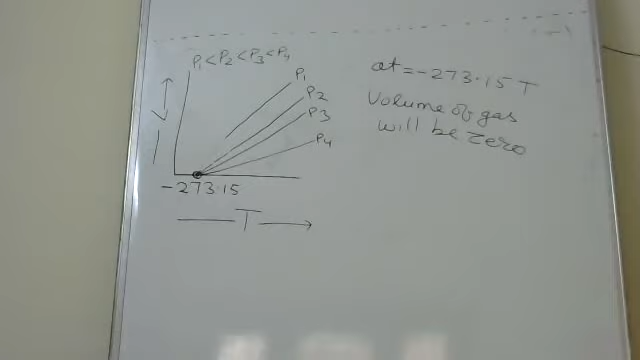 P1 < P2 < P3 < P4
P1
P2
P3
P4
-273.15
T
at = -273.15 T
Volume of gas
will be zero